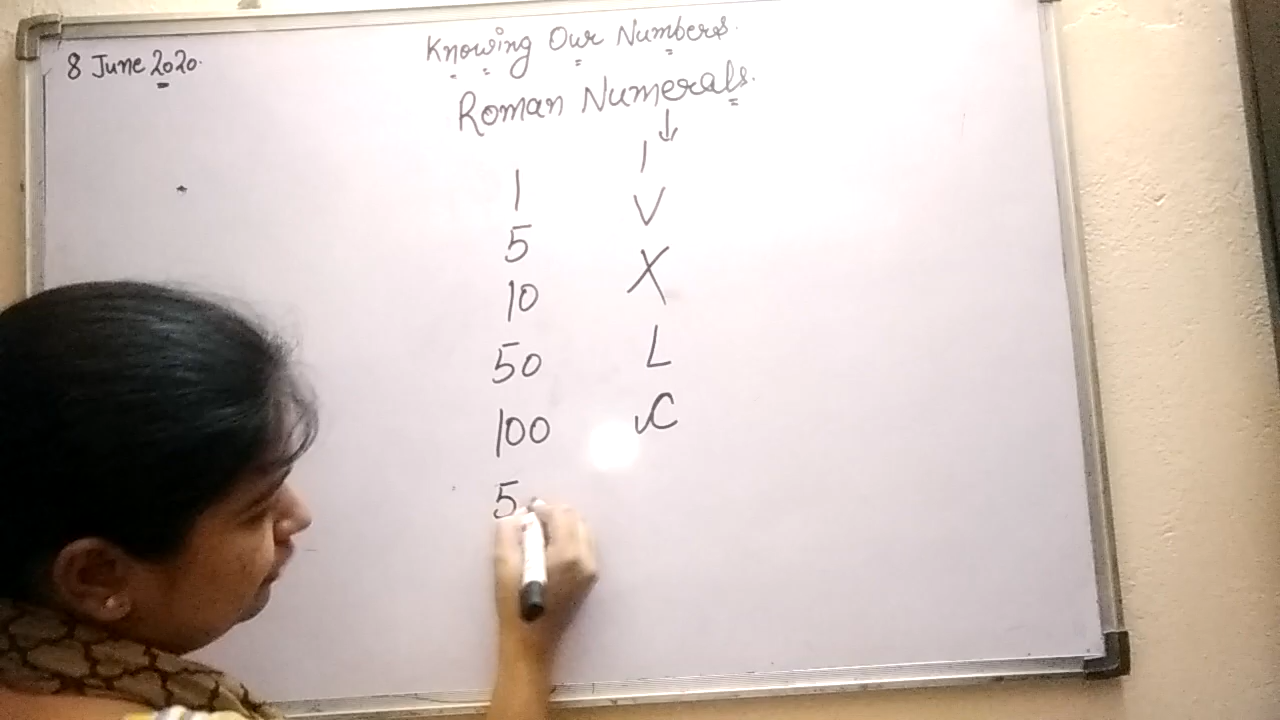 8 June 2020.
Knowing Our Numbers.
Roman Numerals.
↓
1 I
5 V
10 X
50 L
100 C
5